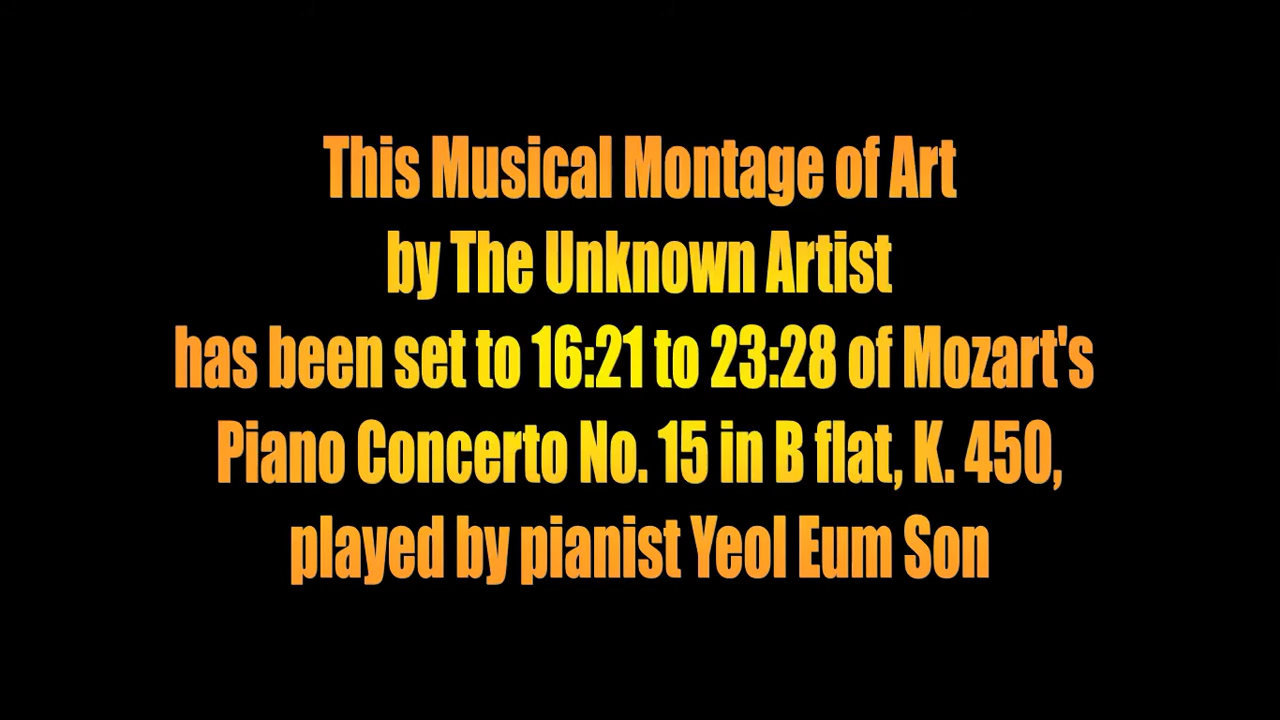 This Musical Montage of Art
by The Unknown Artist
has been set to 16:21 to 23:28 of Mozart's
Piano Concerto No. 15 in B flat, K. 450,
played by pianist Yeol Eum Son